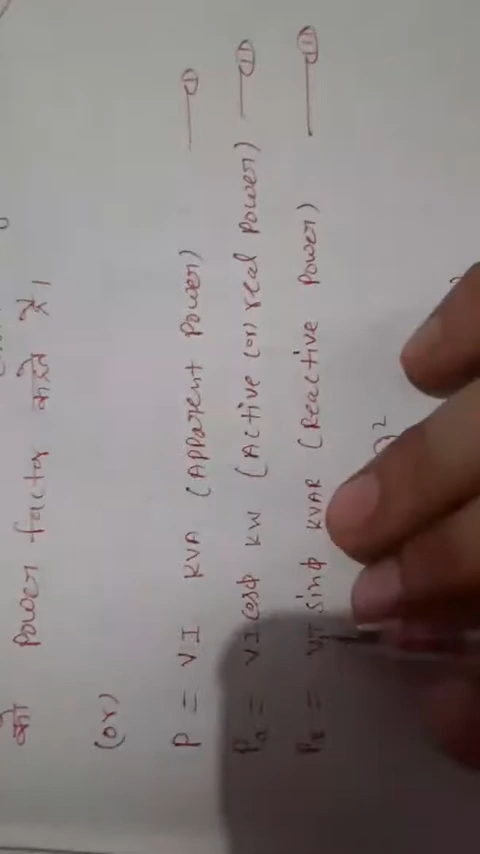 को Power factor कहते हैं।
(or)
P = VI KVA (Apparent Power) —— (I)
Pa = VI cosϕ KW (Active (or) real Power) —— (II)
Pr = VI sinϕ KVAR (Reactive Power) —— (III)